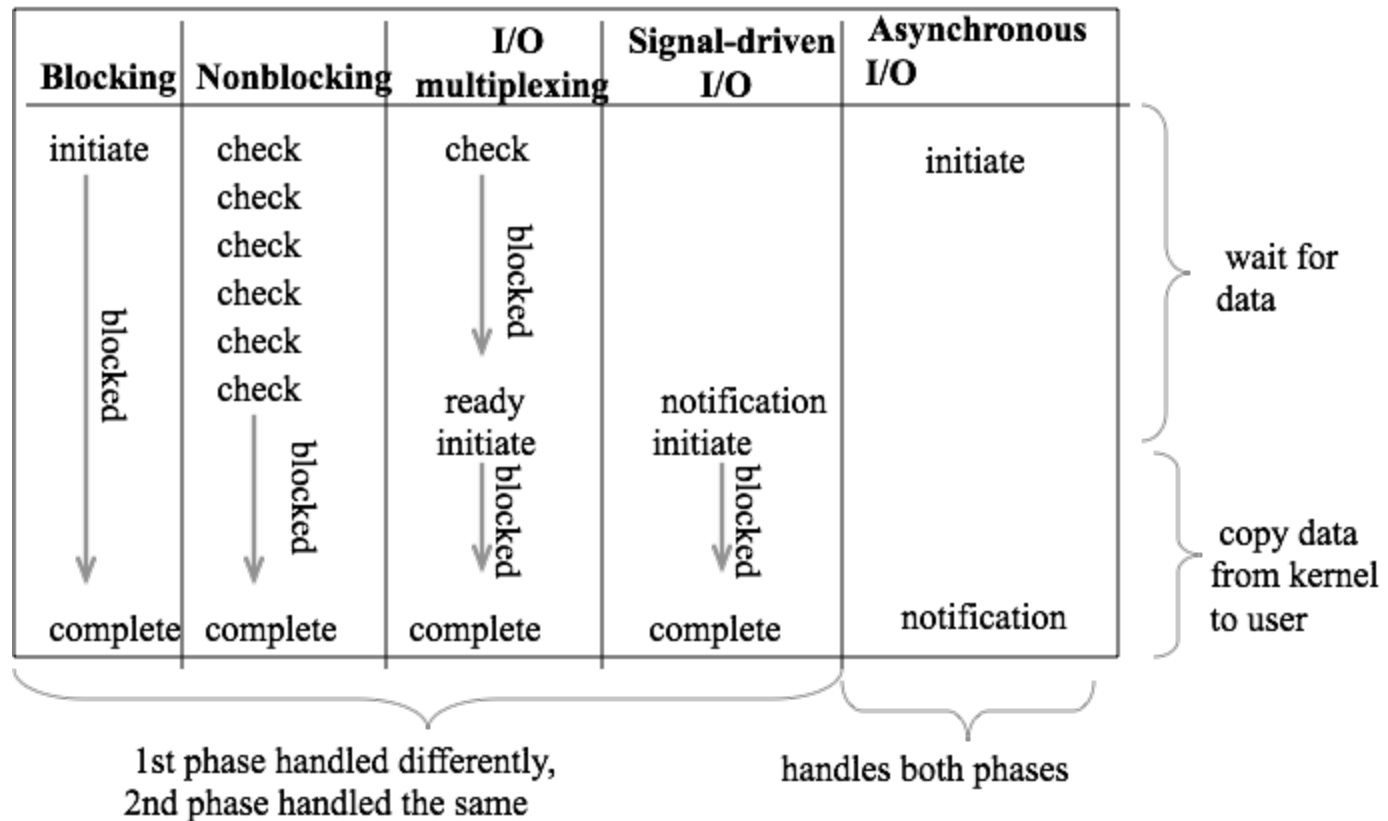 Blocking
Nonblocking
I/O
multiplexing
Signal-driven
I/O
Asynchronous
I/O
initiate
blocked
complete
check
check
check
check
check
check
blocked
complete
check
blocked
ready
initiate
blocked
complete
notification
initiate
blocked
complete
initiate
notification
wait for
data
copy data
from kernel
to user
1st phase handled differently,
2nd phase handled the same
handles both phases